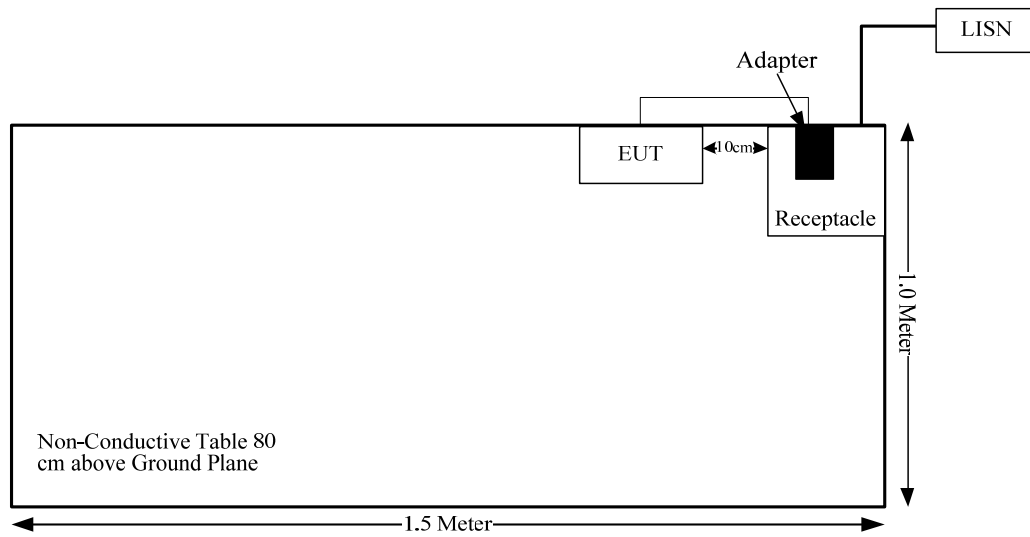 LISN
Adapter
EUT
10cm
Receptacle
1.0 Meter
Non-Conductive Table 80
cm above Ground Plane
1.5 Meter